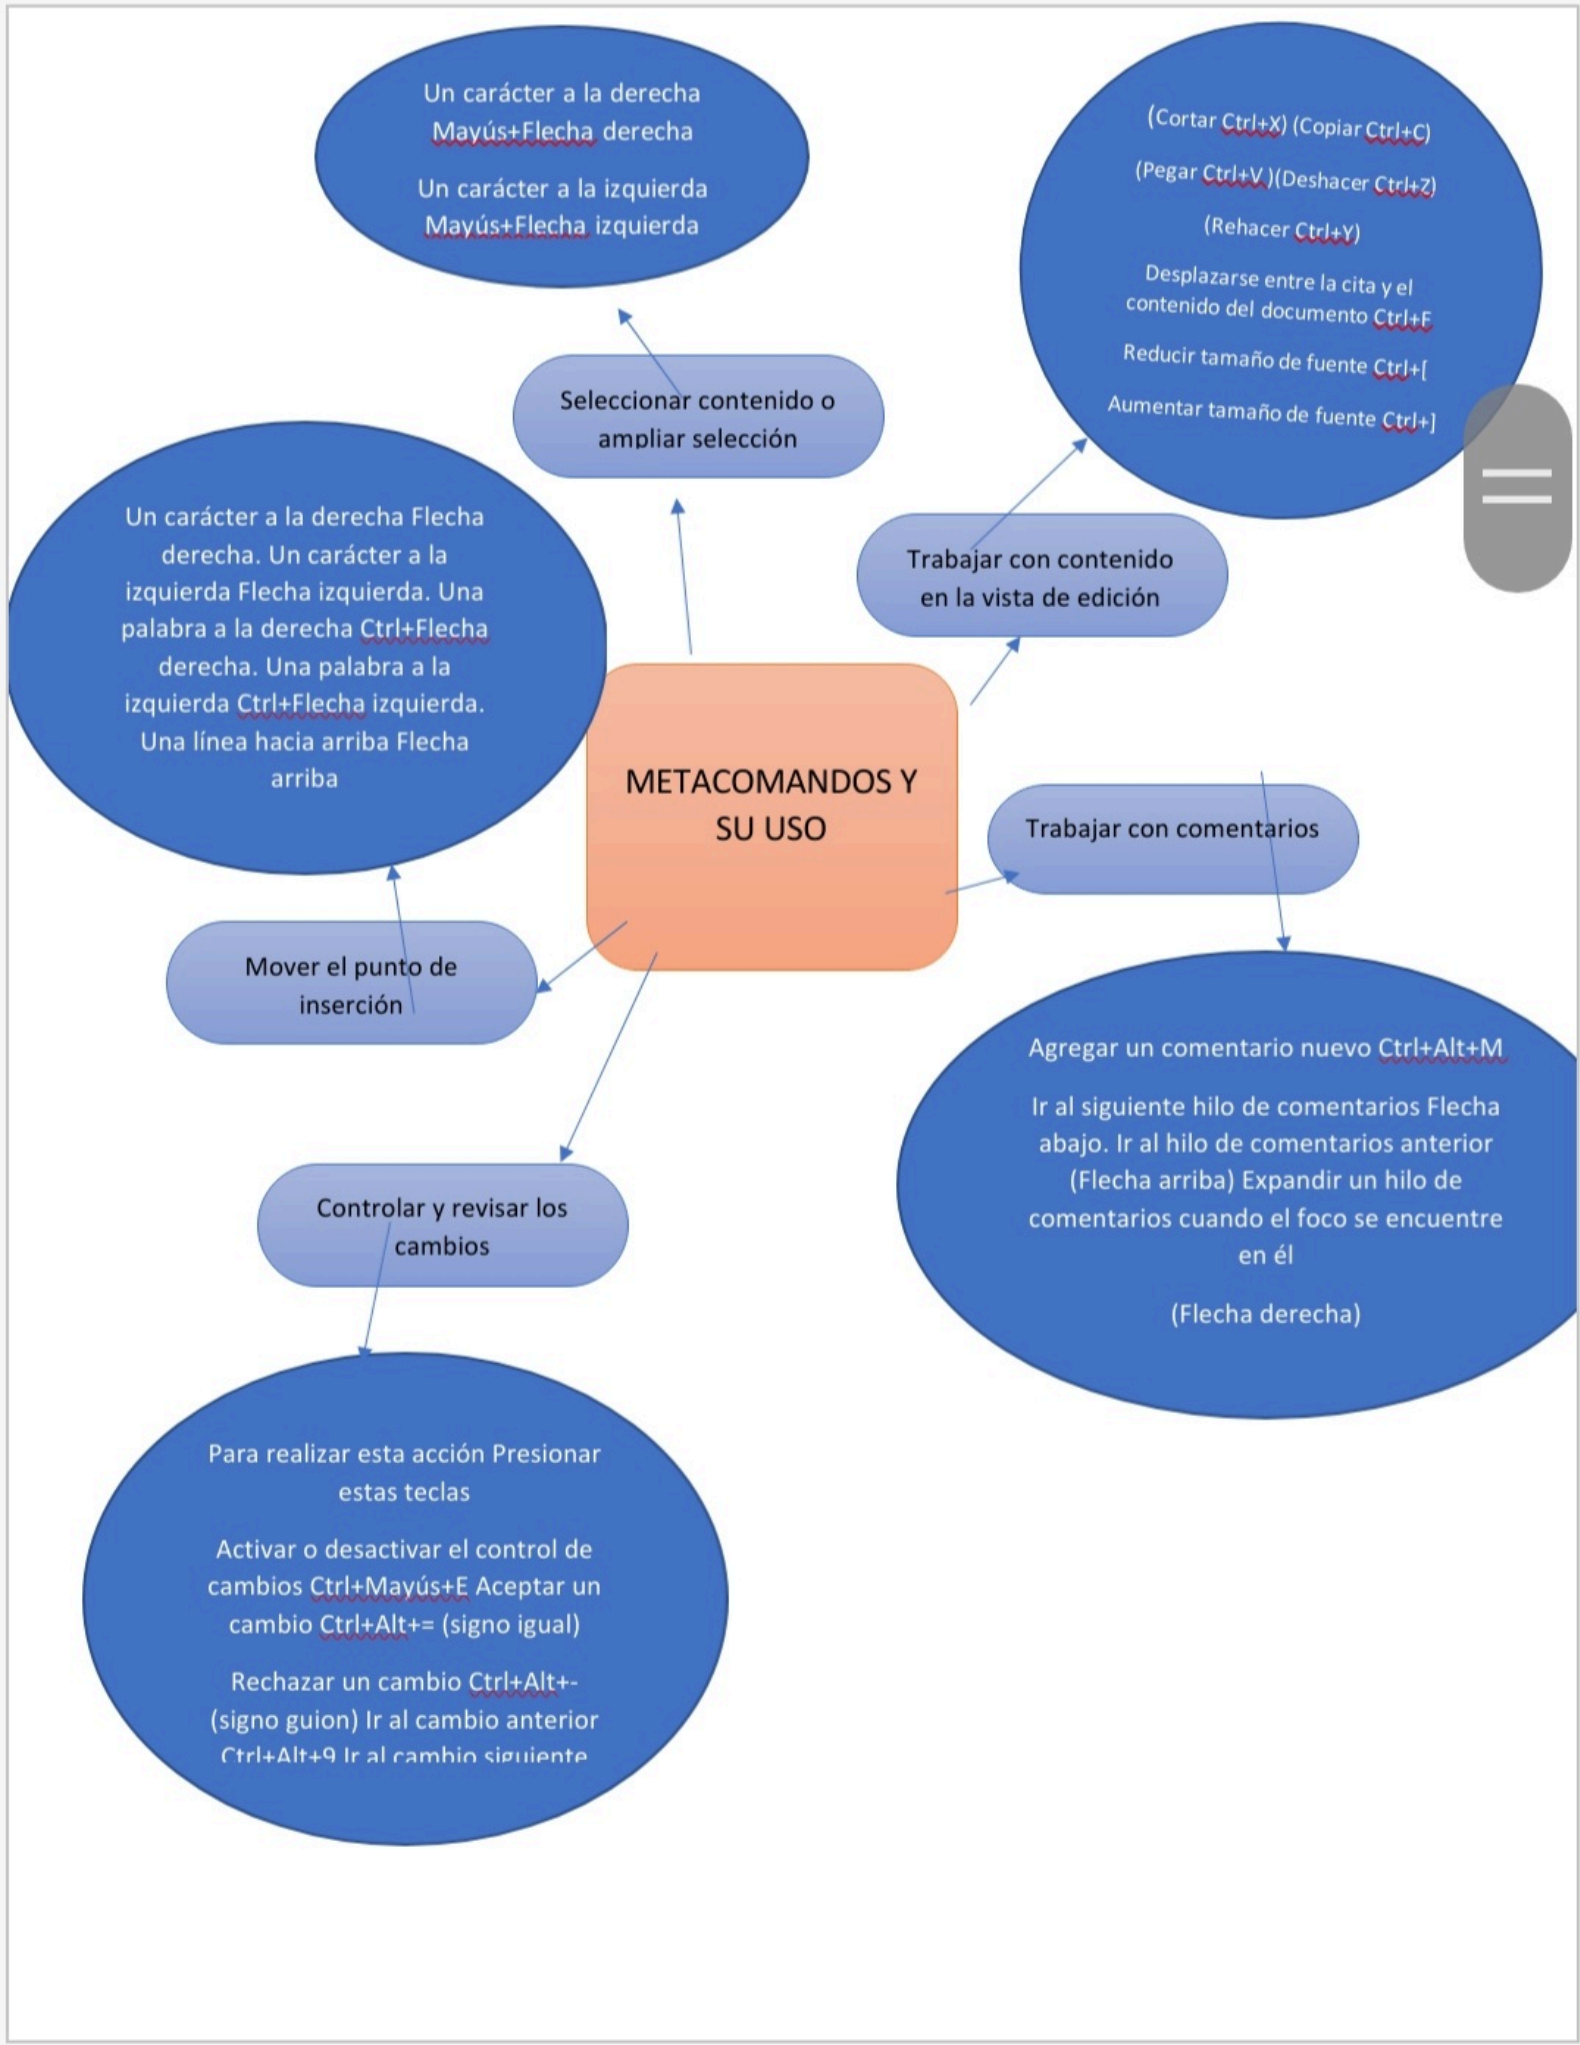 Un carácter a la derecha
Mayús+Flecha derecha
Un carácter a la izquierda
Mayús+Flecha izquierda
(Cortar Ctrl+X) (Copiar Ctrl+C)
(Pegar Ctrl+V )(Deshacer Ctrl+Z)
(Rehacer Ctrl+Y)
Desplazarse entre la cita y el
contenido del documento Ctrl+F
Reducir tamaño de fuente Ctrl+[
Aumentar tamaño de fuente Ctrl+]
Seleccionar contenido o
ampliar selección
Trabajar con contenido
en la vista de edición
Un carácter a la derecha Flecha
derecha. Un carácter a la
izquierda Flecha izquierda. Una
palabra a la derecha Ctrl+Flecha
derecha. Una palabra a la
izquierda Ctrl+Flecha izquierda.
Una línea hacia arriba Flecha
arriba
METACOMANDOS Y
SU USO
Trabajar con comentarios
Mover el punto de
inserción
Agregar un comentario nuevo Ctrl+Alt+M
Ir al siguiente hilo de comentarios Flecha
abajo. Ir al hilo de comentarios anterior
(Flecha arriba) Expandir un hilo de
comentarios cuando el foco se encuentre
en él
(Flecha derecha)
Controlar y revisar los
cambios
Para realizar esta acción Presionar
estas teclas
Activar o desactivar el control de
cambios Ctrl+Mayús+E Aceptar un
cambio Ctrl+Alt+= (signo igual)
Rechazar un cambio Ctrl+Alt+-
(signo guion) Ir al cambio anterior
Ctrl+Alt+9 Ir al cambio siguiente